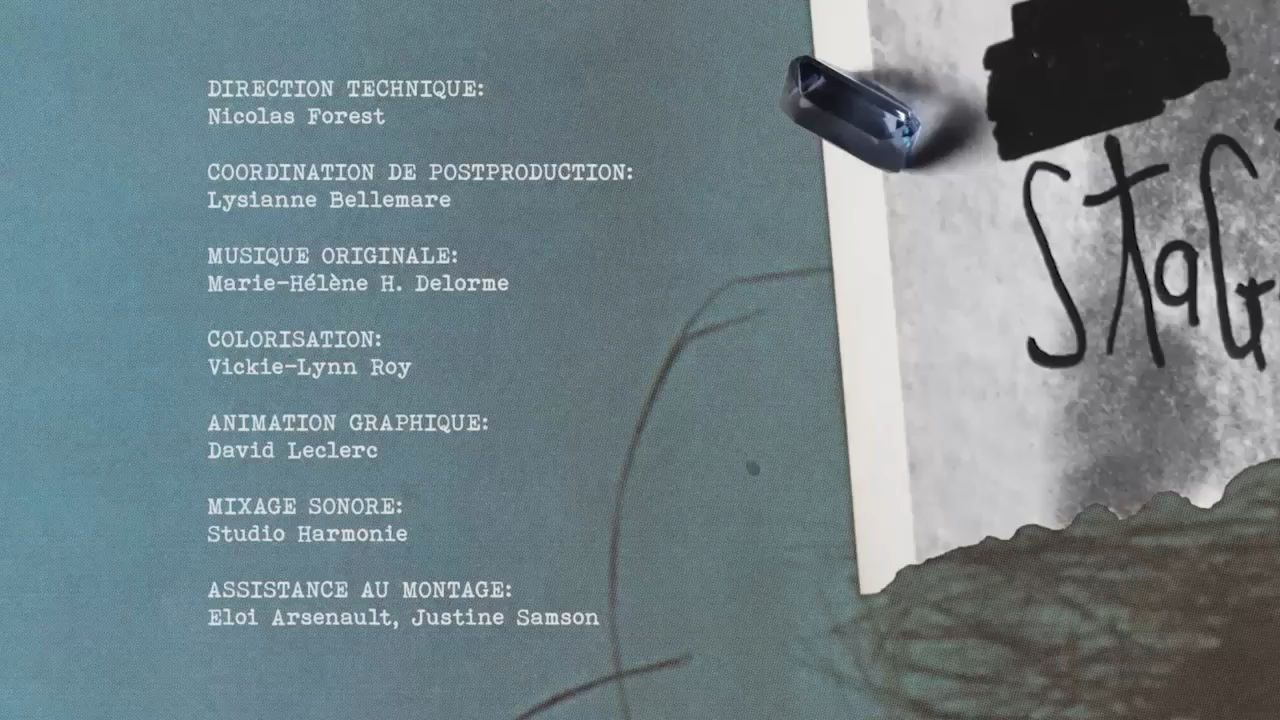 DIRECTION TECHNIQUE:
Nicolas Forest
COORDINATION DE POSTPRODUCTION:
Lysianne Bellemare
MUSIQUE ORIGINALE:
Marie-Hélène H. Delorme
COLORISATION:
Vickie-Lynn Roy
ANIMATION GRAPHIQUE:
David Leclerc
MIXAGE SONORE:
Studio Harmonie
ASSISTANCE AU MONTAGE:
Eloi Arsenault, Justine Samson